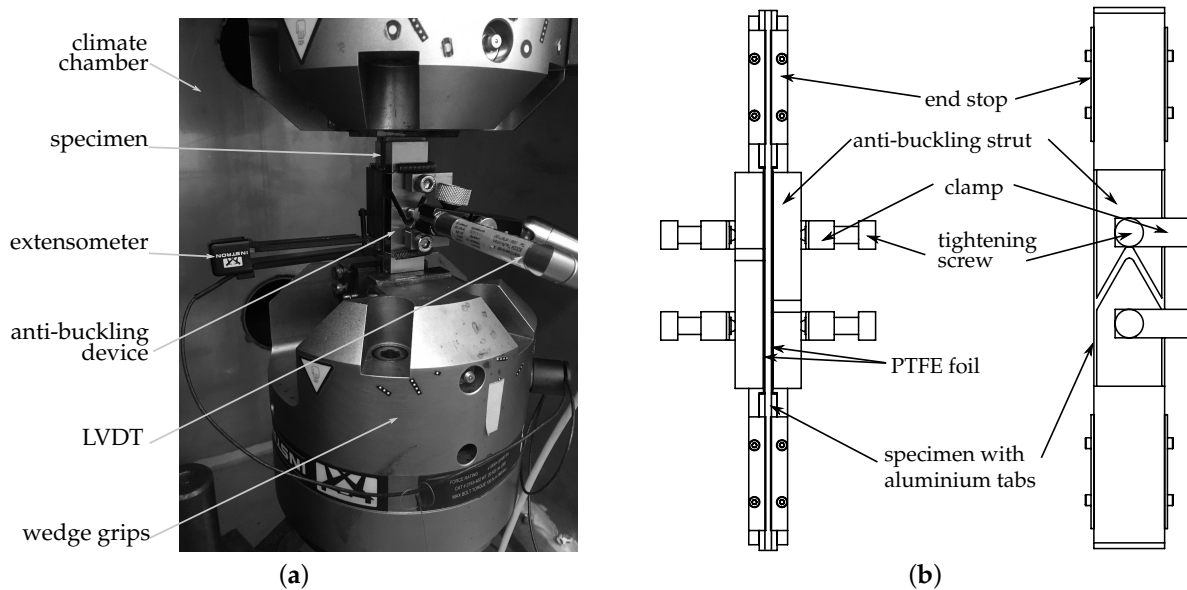 climate
chamber
specimen
extensometer
anti-buckling
device
LVDT
wedge grips
INSTRON
INST
(a)
end stop
anti-buckling strut
clamp
tightening
screw
PTFE foil
specimen with
aluminium tabs
(b)